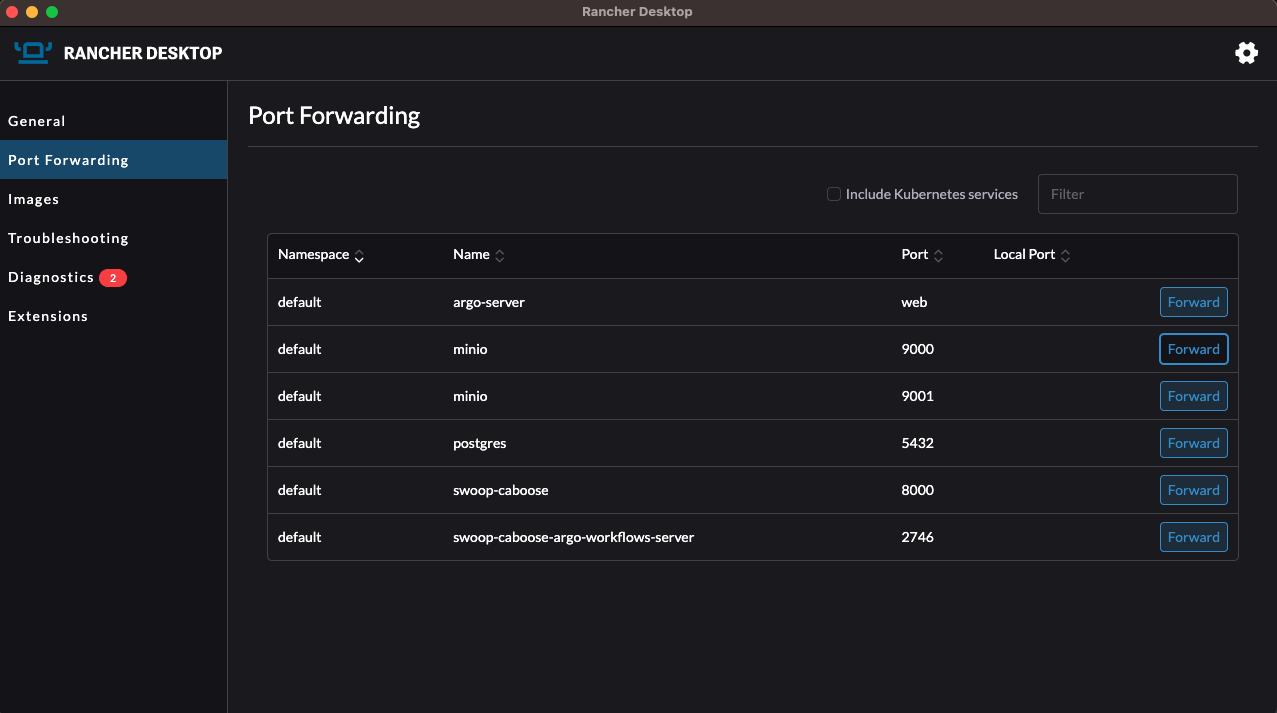 Rancher Desktop
RANCHER DESKTOP
General
Port Forwarding
Images
Troubleshooting
Diagnostics 2
Extensions
Port Forwarding
Include Kubernetes services Filter
Namespace Name Port Local Port
default argo-server web Forward
default minio 9000 Forward
default minio 9001 Forward
default postgres 5432 Forward
default swoop-caboose 8000 Forward
default swoop-caboose-argo-workflows-server 2746 Forward